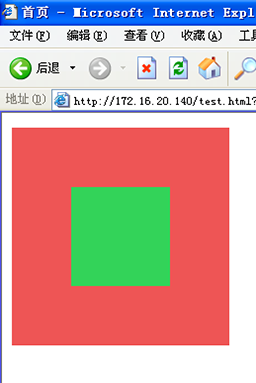 首页 - Microsoft Internet Expl
文件(F) 编辑(E) 查看(V) 收藏(A) 工具
后退
地址(D) http://172.16.20.140/test.html?